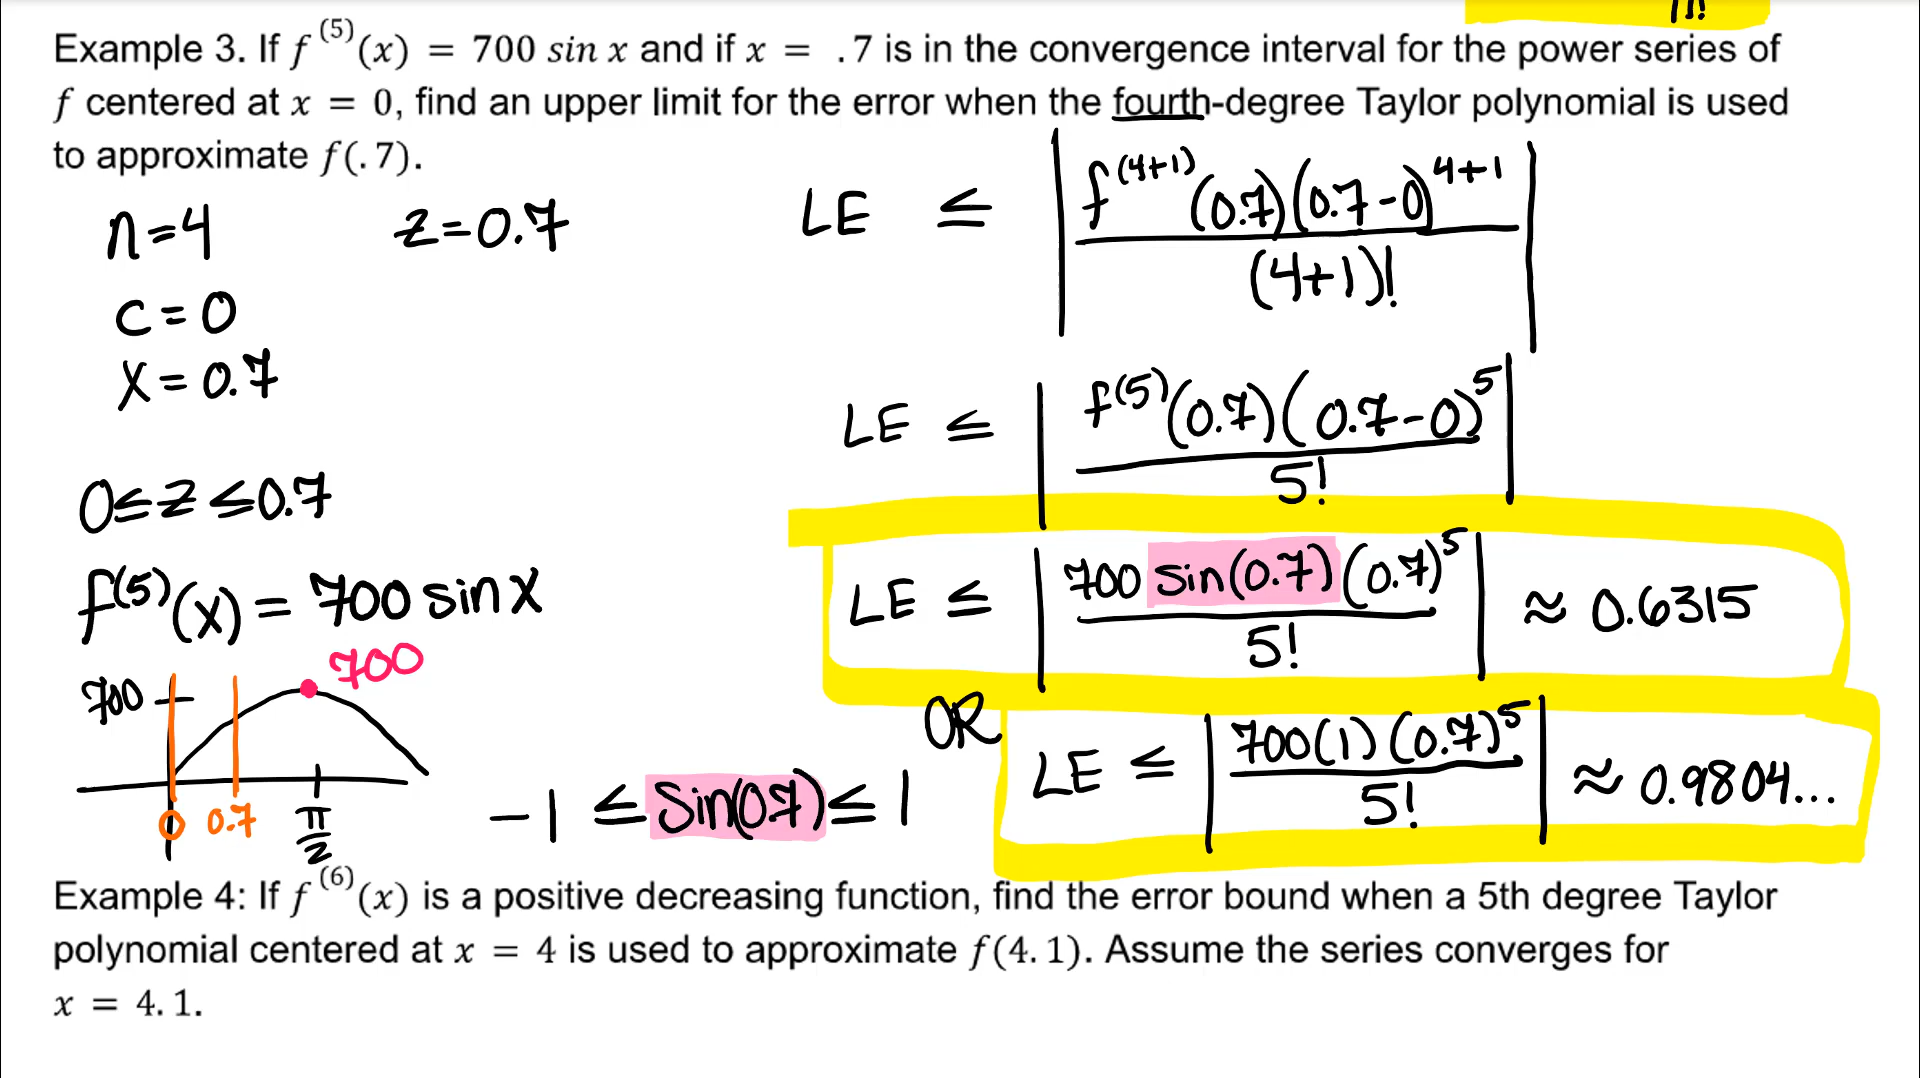 n!
Example 3. If f⁽⁵⁾(x) = 700 sin x and if x = .7 is in the convergence interval for the power series of
f centered at x = 0, find an upper limit for the error when the fourth-degree Taylor polynomial is used
to approximate f(.7).
n=4 z=0.7
c=0
x=0.7
LE ≤ |f^(4+1)(0.7)(0.7-0)^4+1 / (4+1)!|
LE ≤ |f^(5)(0.7)(0.7-0)^5 / 5!|
0≤z≤0.7
f^(5)(x) = 700 sin x
LE ≤ |700 sin(0.7)(0.7)^5 / 5!| ≈ 0.6315
700
700
0 0.7 π/2
-1 ≤ sin(0.7) ≤ 1
OR
LE ≤ |700(1)(0.7)^5 / 5!| ≈ 0.9804...
Example 4: If f⁽⁶⁾(x) is a positive decreasing function, find the error bound when a 5th degree Taylor
polynomial centered at x = 4 is used to approximate f(4.1). Assume the series converges for
x = 4.1.